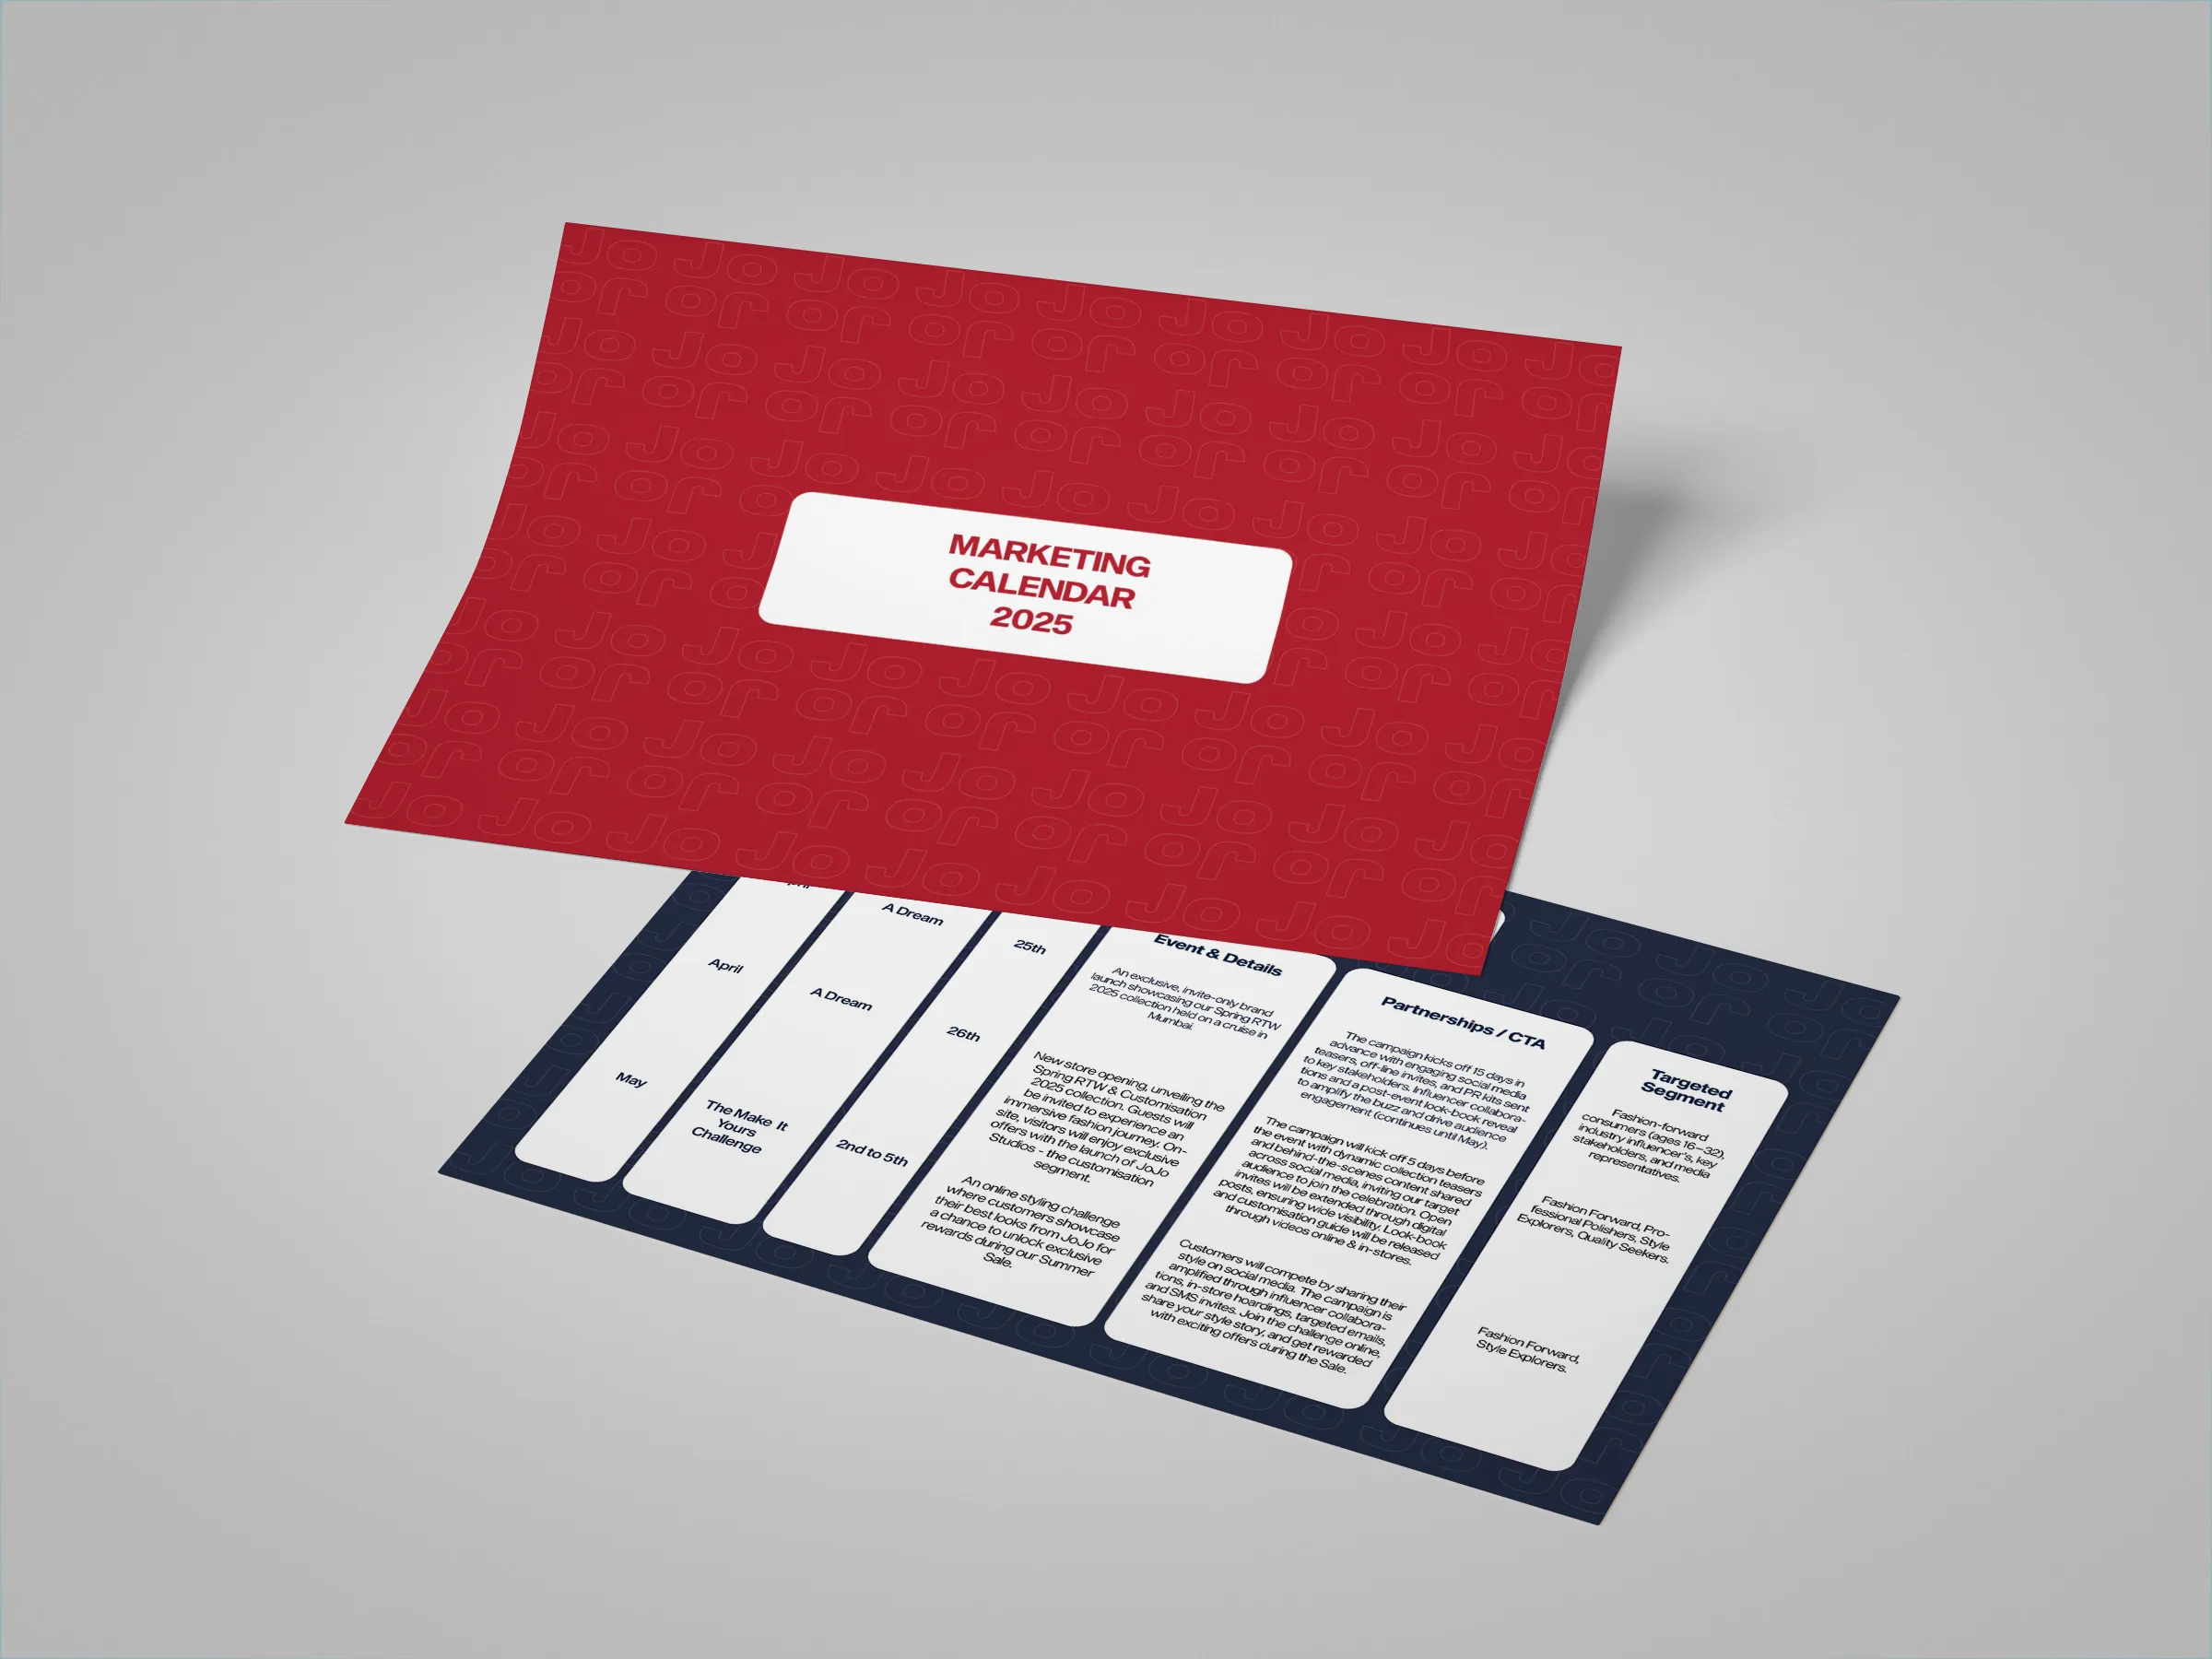 MARKETING
CALENDAR
2025
April
May
A Dream
A Dream
The Make It
Yours
Challenge
25th
26th
2nd to 5th
Event & Details
An exclusive, invite-only brand
launch showcasing our Spring RTW
2025 collection held on a cruise in
Mumbai.
New store opening, unveiling the
Spring RTW & Customisation
2025 collection. Guests will
be invited to experience an
immersive fashion journey. On-
site, visitors will enjoy exclusive
offers with the launch of JoJo
Studios - the customisation
segment.
An online styling challenge
where customers showcase
their best looks from JoJo for
a chance to unlock exclusive
rewards during our Summer
Sale.
Partnerships / CTA
The campaign kicks off 15 days in
advance with engaging social media
teasers, off-line invites, and PR kits sent
to key stakeholders. Influencer collabora-
tions and a post-event look-book reveal
to amplify the buzz and drive audience
engagement (continues until May).
The campaign will kick off 5 days before
the event with dynamic collection teasers
and behind-the-scenes content shared
across social media, inviting our target
audience to join the celebration. Open
invites will be extended through digital
posts, ensuring wide visibility. Look-book
and customisation guide will be released
through videos online & in-stores.
Customers will compete by sharing their
style on social media. The campaign is
amplified through influencer collabora-
tions, in-store hoardings, targeted emails,
and SMS invites. Join the challenge online,
share your style story, and get rewarded
with exciting offers during the Sale.
Targeted
Segment
Fashion-forward
consumers (ages 16–32),
industry influencer's, key
stakeholders, and media
representatives.
Fashion Forward, Pro-
fessional Polishers, Style
Explorers, Quality Seekers.
Fashion Forward,
Style Explorers.